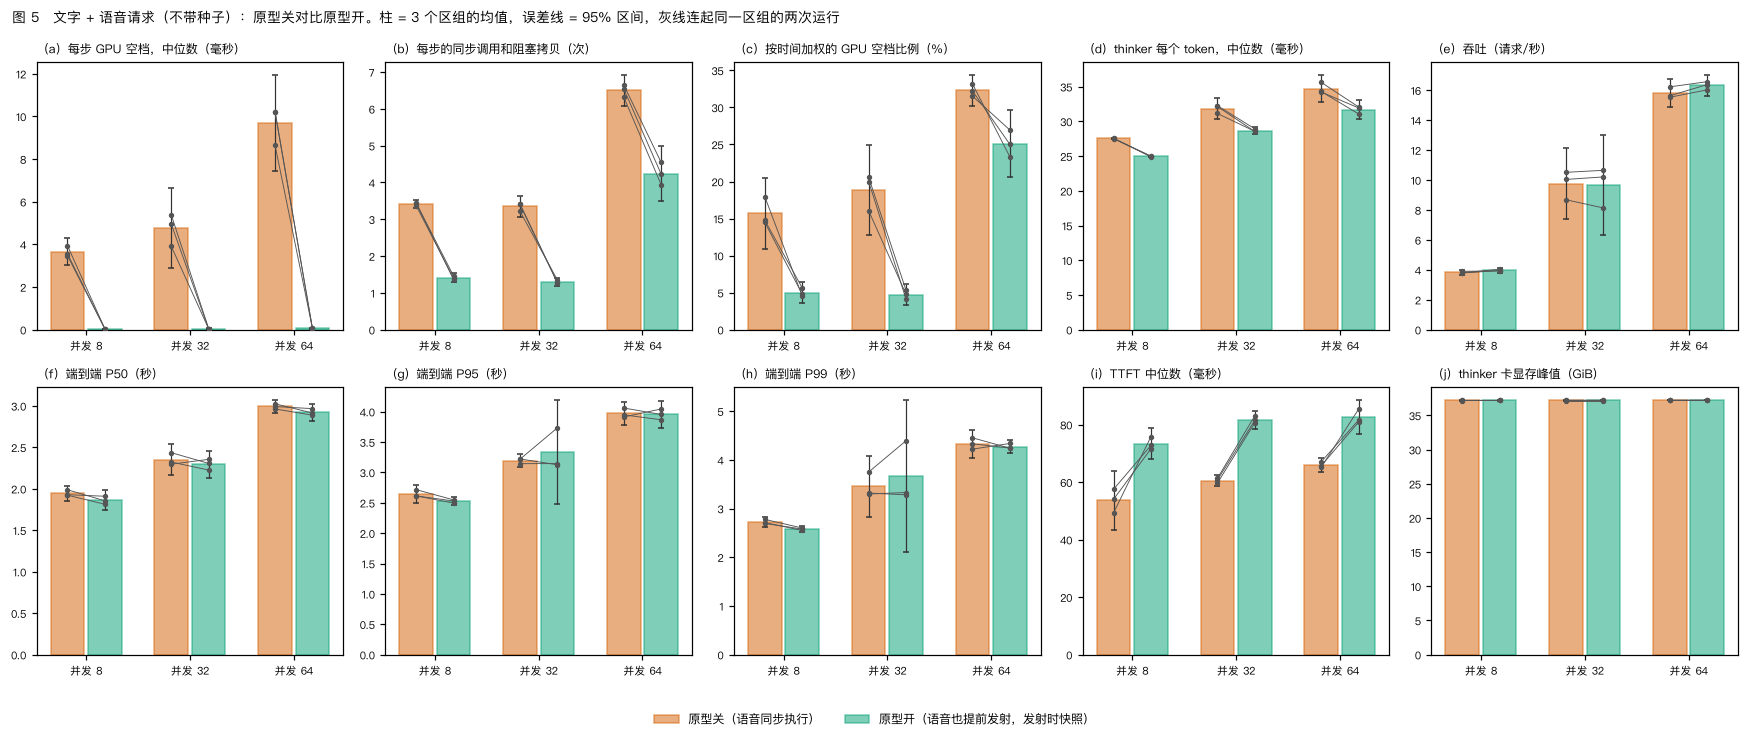 图 5　文字 + 语音请求（不带种子）：原型关对比原型开。柱 = 3 个区组的均值，误差线 = 95% 区间，灰线连起同一区组的两次运行
（a）每步 GPU 空档，中位数（毫秒）
12
10
8
6
4
2
0
并发 8
并发 32
并发 64
（b）每步的同步调用和阻塞拷贝（次）
7
6
5
4
3
2
1
0
并发 8
并发 32
并发 64
（c）按时间加权的 GPU 空档比例（%）
35
30
25
20
15
10
5
0
并发 8
并发 32
并发 64
（d）thinker 每个 token，中位数（毫秒）
35
30
25
20
15
10
5
0
并发 8
并发 32
并发 64
（e）吞吐（请求/秒）
16
14
12
10
8
6
4
2
0
并发 8
并发 32
并发 64
（f）端到端 P50（秒）
3.0
2.5
2.0
1.5
1.0
0.5
0.0
并发 8
并发 32
并发 64
（g）端到端 P95（秒）
4.0
3.5
3.0
2.5
2.0
1.5
1.0
0.5
0.0
并发 8
并发 32
并发 64
（h）端到端 P99（秒）
5
4
3
2
1
0
并发 8
并发 32
并发 64
（i）TTFT 中位数（毫秒）
80
60
40
20
0
并发 8
并发 32
并发 64
（j）thinker 卡显存峰值（GiB）
35
30
25
20
15
10
5
0
并发 8
并发 32
并发 64
原型关（语音同步执行）
原型开（语音也提前发射，发射时快照）